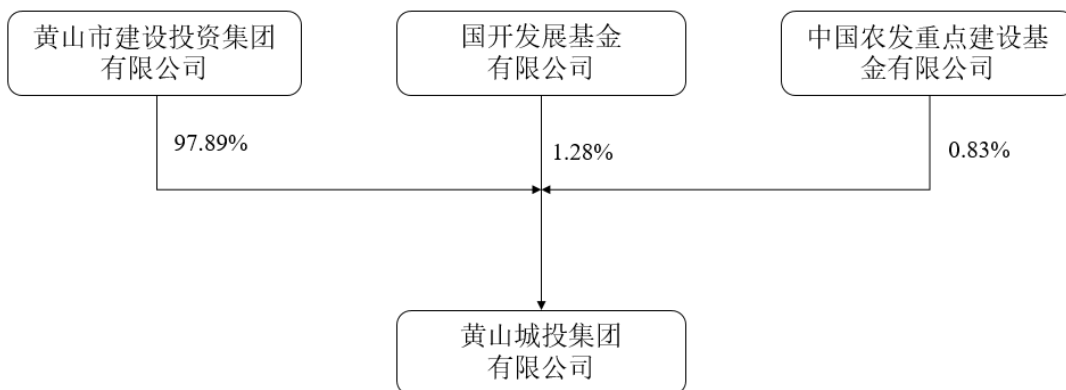 黄山市建设投资集团
有限公司
国开发展基金
有限公司
中国农发重点建设基
金有限公司
97.89%
1.28%
0.83%
黄山城投集团
有限公司